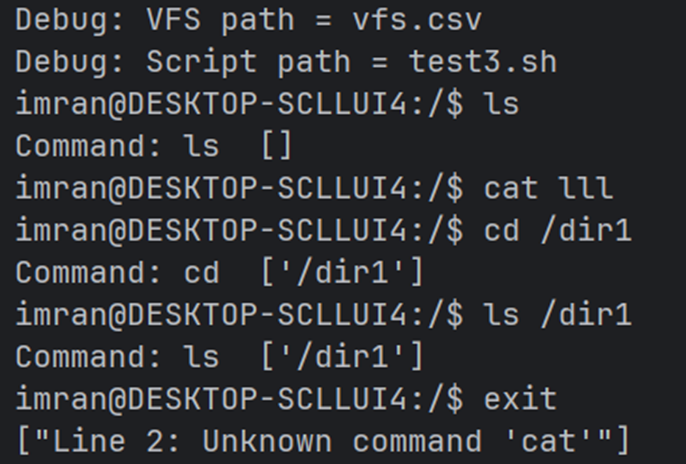 Debug: VFS path = vfs.csv
Debug: Script path = test3.sh
imran@DESKTOP-SCLLUI4:/$ ls
Command: ls  []
imran@DESKTOP-SCLLUI4:/$ cat lll
imran@DESKTOP-SCLLUI4:/$ cd /dir1
Command: cd  ['/dir1']
imran@DESKTOP-SCLLUI4:/$ ls /dir1
Command: ls  ['/dir1']
imran@DESKTOP-SCLLUI4:/$ exit
["Line 2: Unknown command 'cat'"]